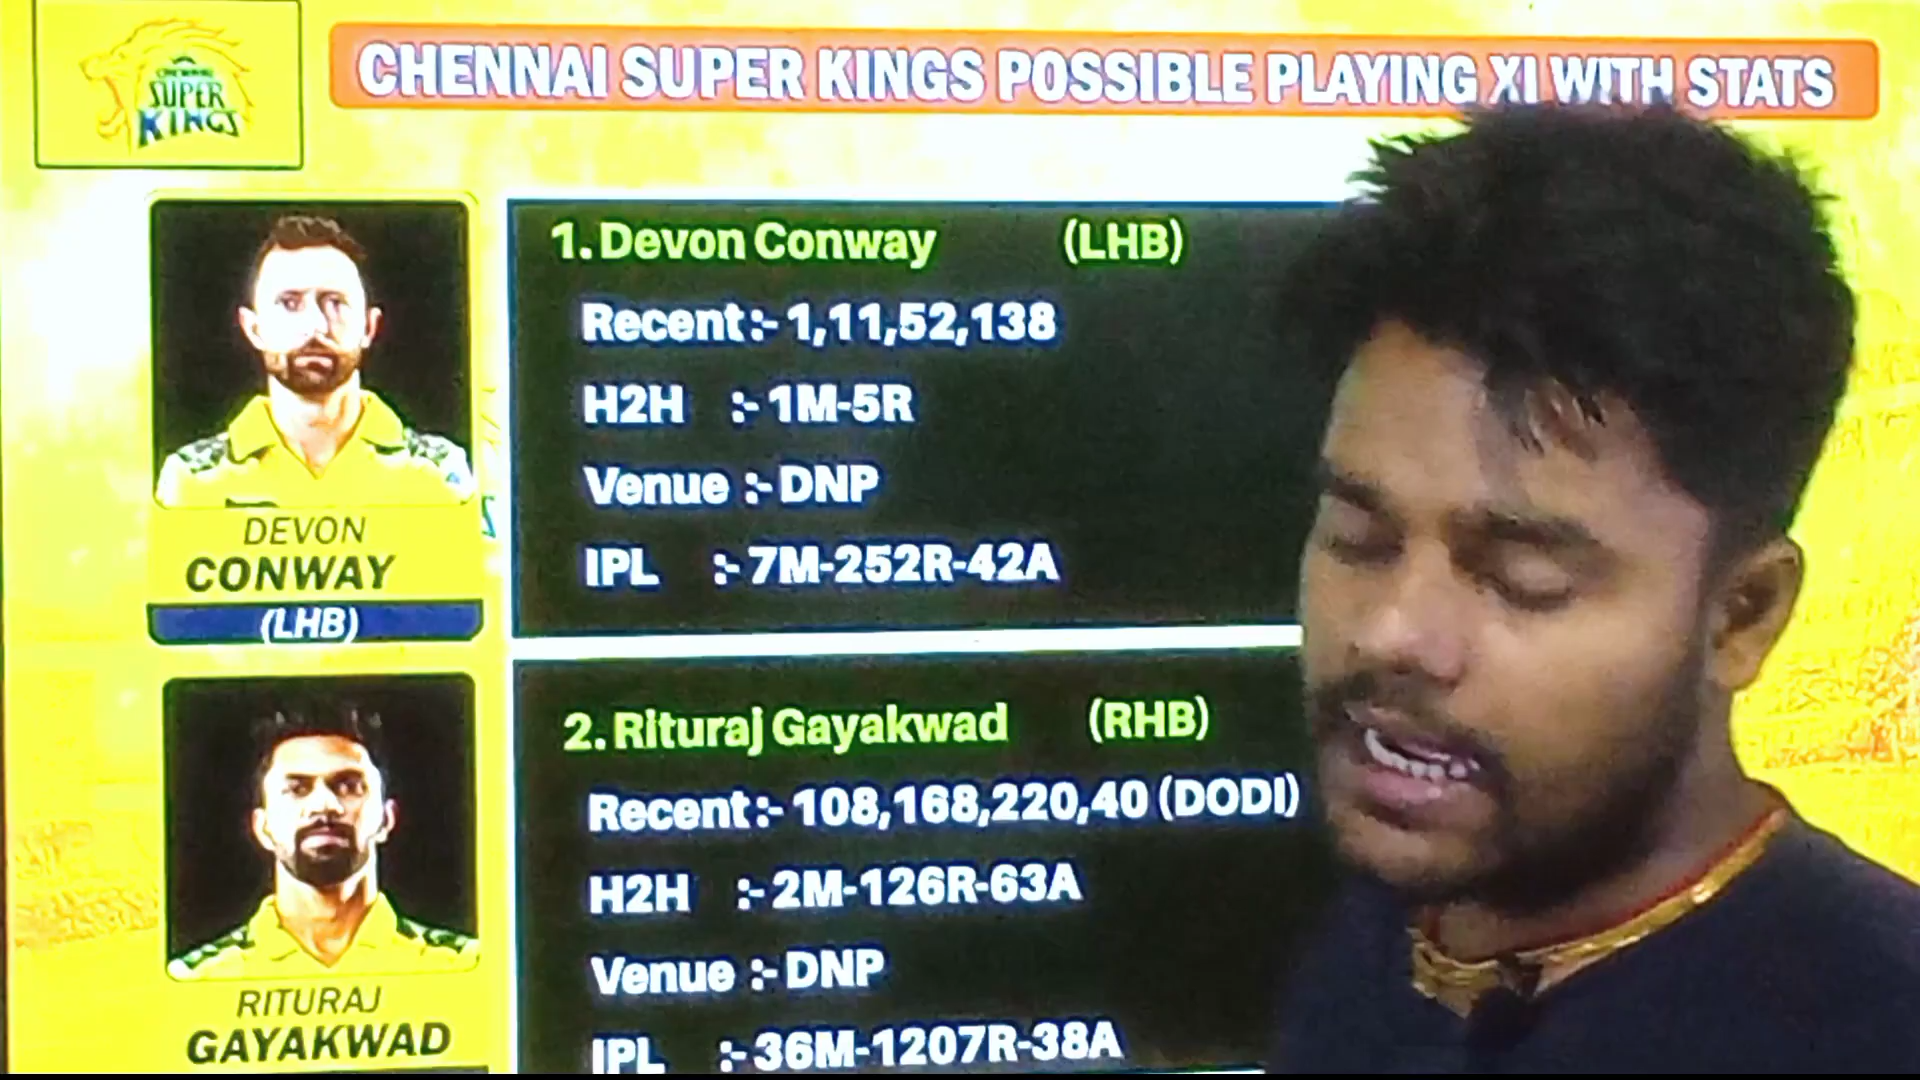 CHENNAI SUPER KINGS
CHENNAI SUPER KINGS POSSIBLE PLAYING XI WITH STATS
DEVON
CONWAY
(LHB)
1. Devon Conway (LHB)
Recent:- 1,11,52,138
H2H :- 1M-5R
Venue :- DNP
IPL :- 7M-252R-42A
RITURAJ
GAYAKWAD
2. Rituraj Gayakwad (RHB)
Recent:- 108,168,220,40 (DODI)
H2H :- 2M-126R-63A
Venue :- DNP
IPL :- 36M-1207R-38A